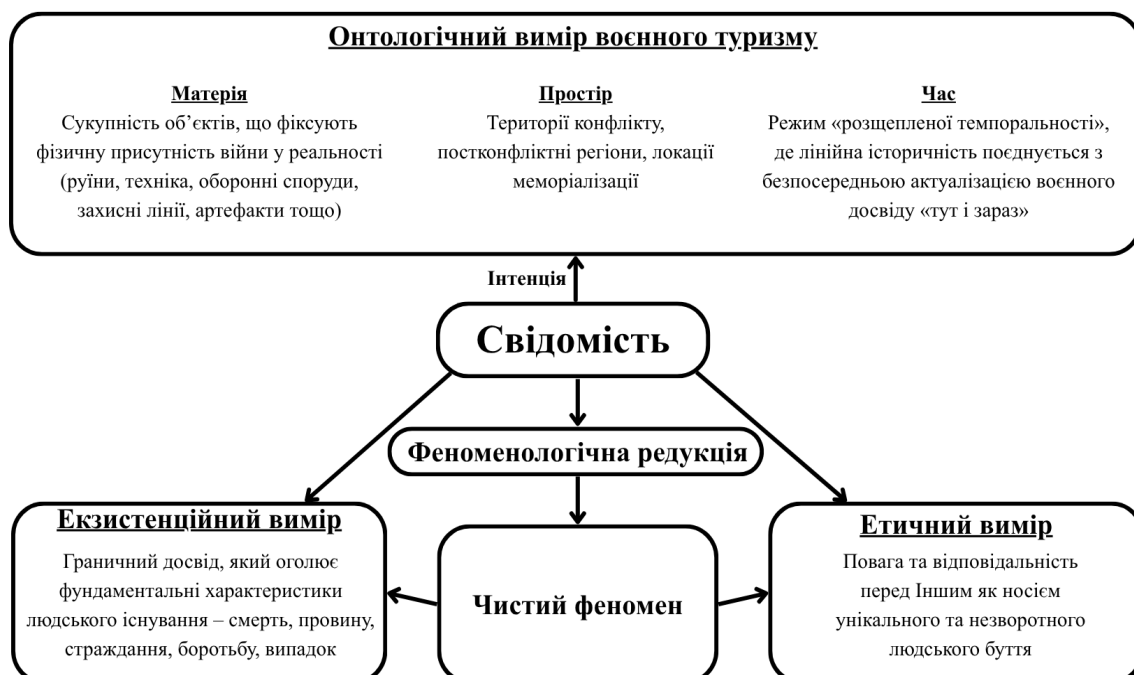 Онтологічний вимір воєнного туризму
Матерія
Сукупність об’єктів, що фіксують
фізичну присутність війни у реальності
(руїни, техніка, оборонні споруди,
захисні лінії, артефакти тощо)
Простір
Території конфлікту,
постконфліктні регіони, локації
меморіалізації
Час
Режим «розщепленої темпоральності»,
де лінійна історичність поєднується з
безпосередньою актуалізацією воєнного
досвіду «тут і зараз»
Інтенція
Свідомість
Феноменологічна редукція
Екзистенційний вимір
Граничний досвід, який оголює
фундаментальні характеристики
людського існування – смерть, провину,
страждання, боротьбу, випадок
Чистий феномен
Етичний вимір
Повага та відповідальність
перед Іншим як носієм
унікального та незворотного
людського буття